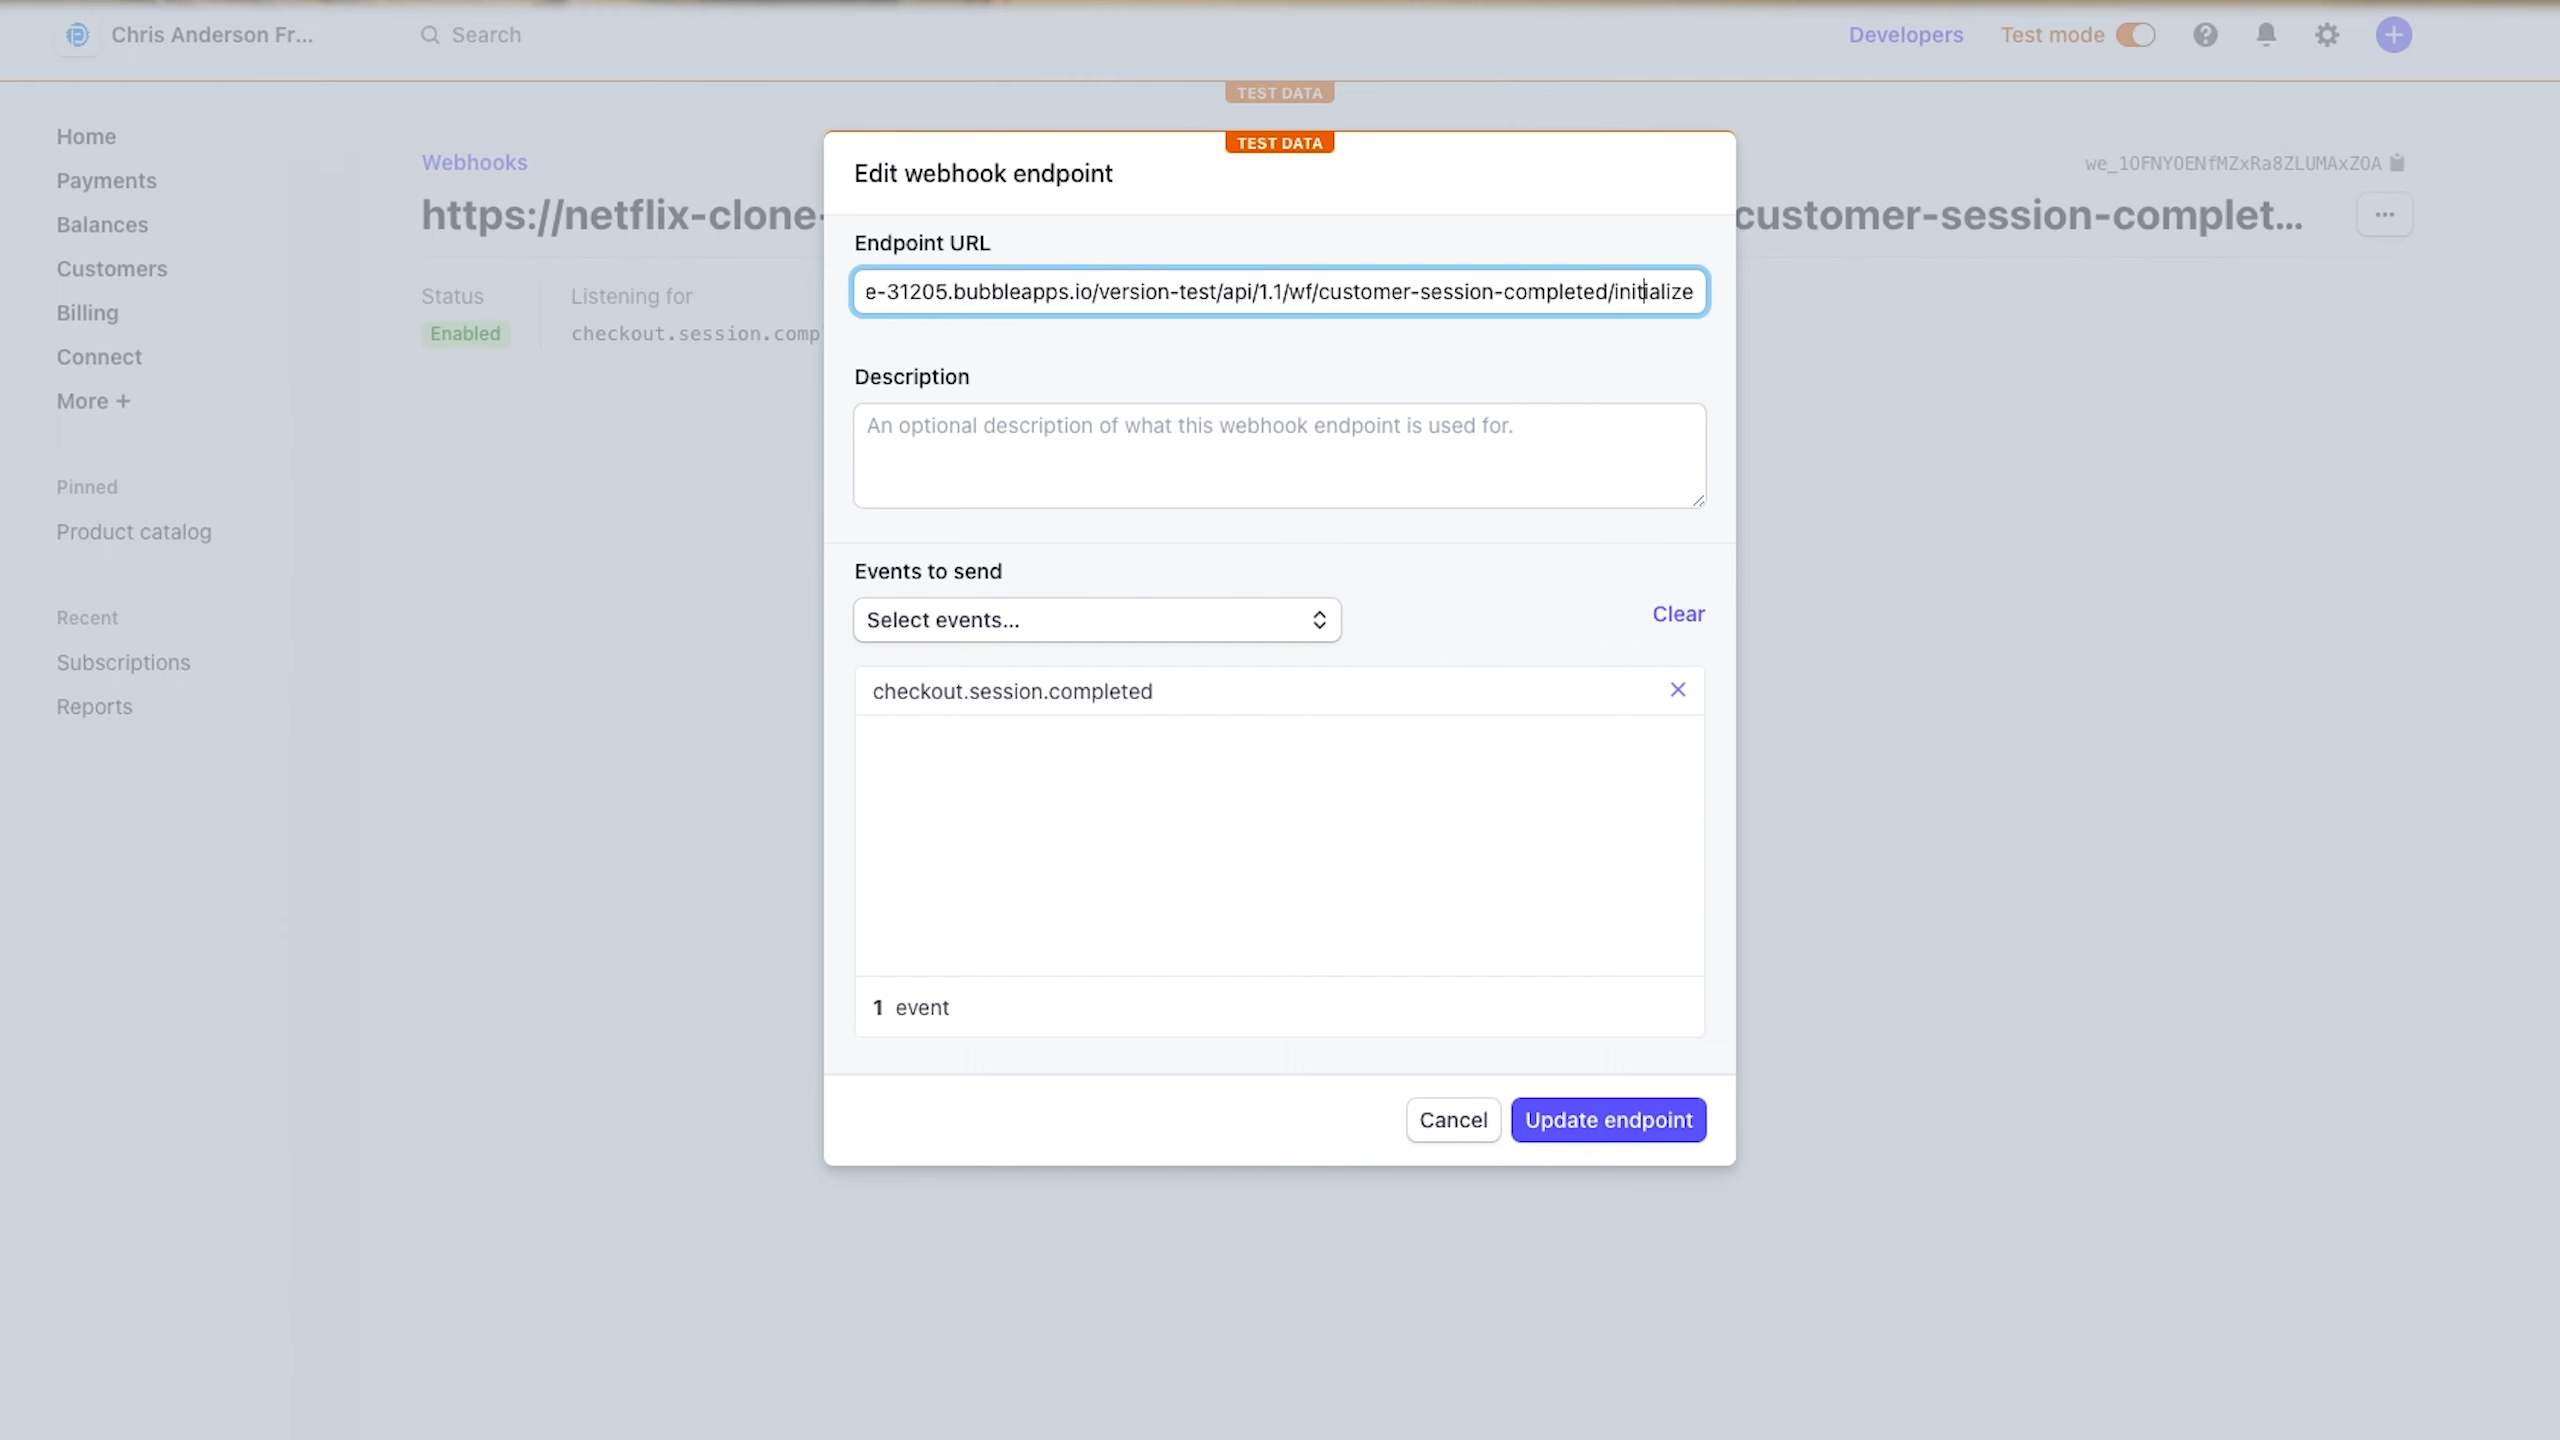 Chris Anderson Fr...
Search
Developers
Test mode
TEST DATA
Home
Payments
Balances
Customers
Billing
Connect
More +
Pinned
Product catalog
Recent
Subscriptions
Reports
Webhooks
we_1OFNYOENfMZxRa8ZLUMAxZOA
https://netflix-clone-
customer-session-complet...
...
Status
Listening for
Enabled
checkout.session.comp
TEST DATA
Edit webhook endpoint
Endpoint URL
e-31205.bubbleapps.io/version-test/api/1.1/wf/customer-session-completed/initialize
Description
An optional description of what this webhook endpoint is used for.
Events to send
Select events...
Clear
checkout.session.completed
1 event
Cancel
Update endpoint